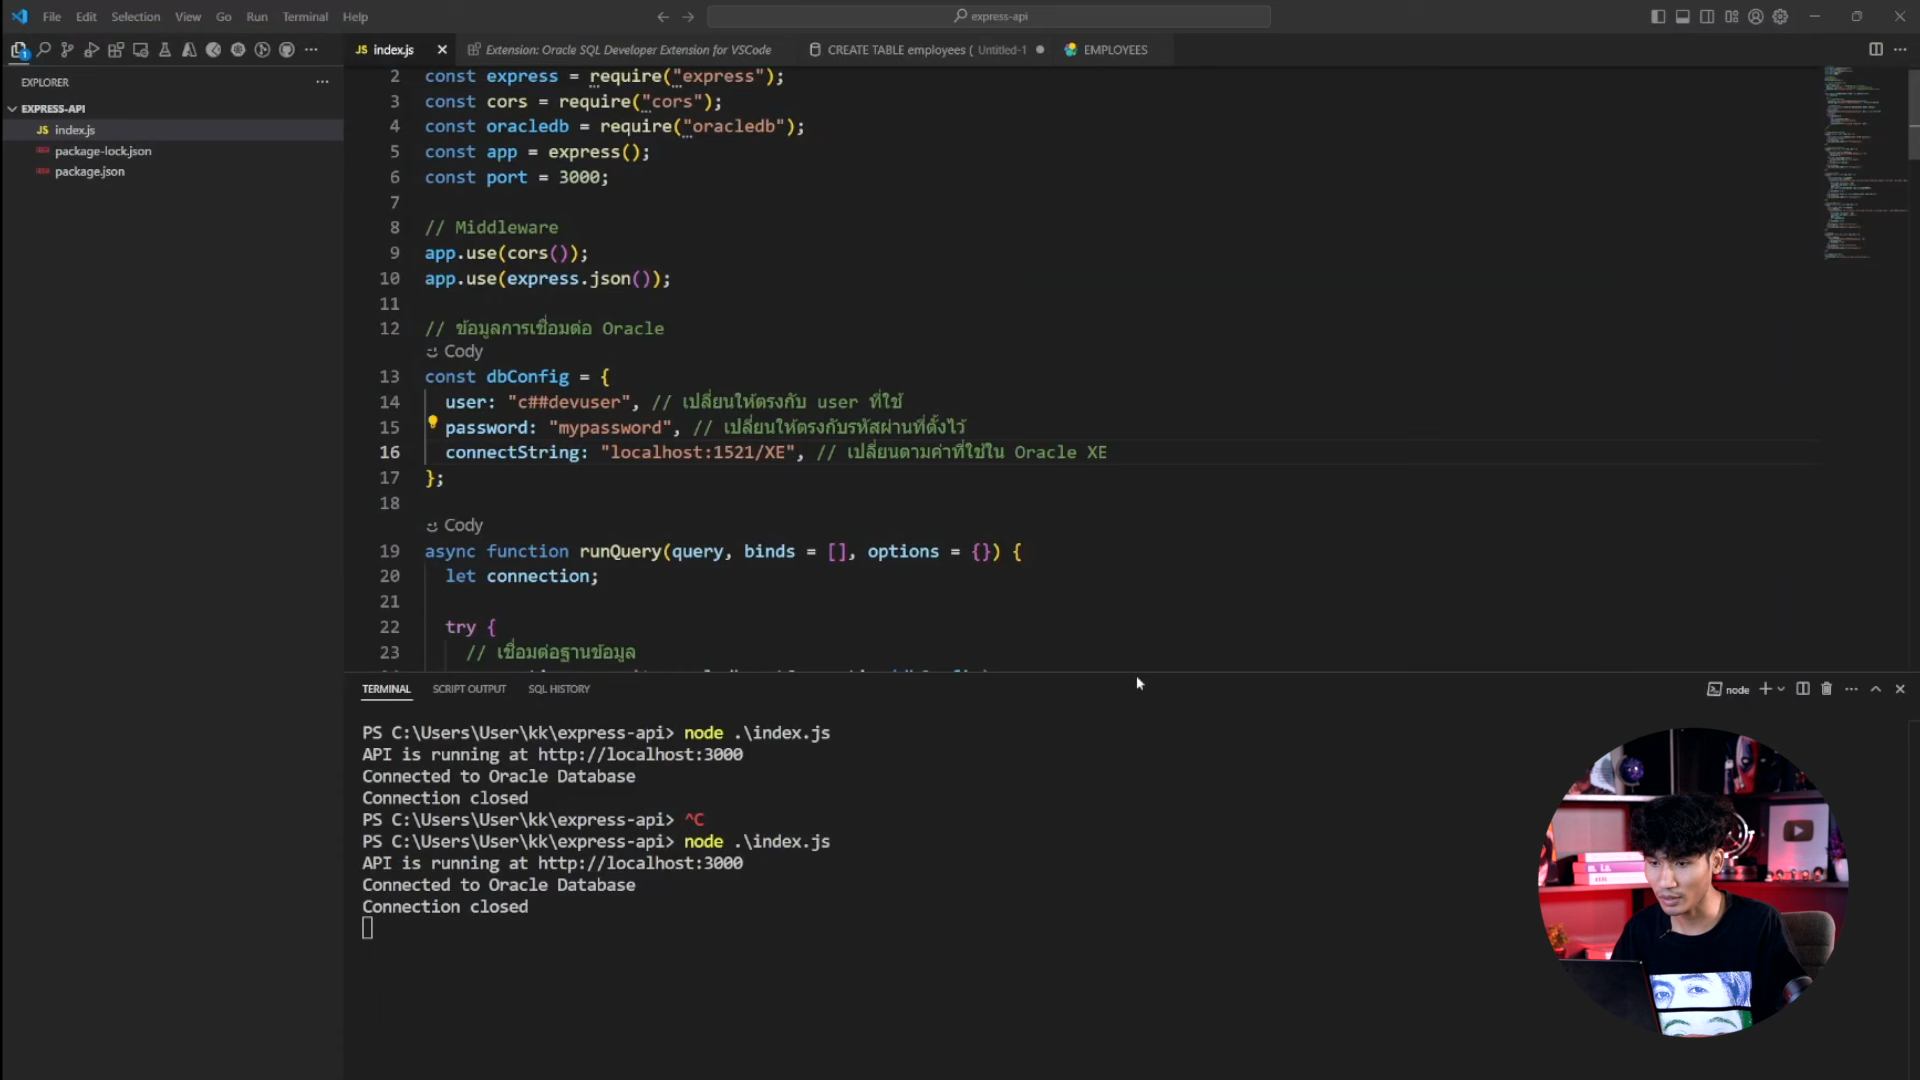 File Edit Selection View Go Run Terminal Help
express-api
EXPLORER
EXPRESS-API
JS index.js
package-lock.json
package.json
JS index.js
Extension: Oracle SQL Developer Extension for VSCode
CREATE TABLE employees ( Untitled-1
EMPLOYEES
2 const express = require("express");
3 const cors = require("cors");
4 const oracledb = require("oracledb");
5 const app = express();
6 const port = 3000;
7
8 // Middleware
9 app.use(cors());
10 app.use(express.json());
11
12 // ข้อมูลการเชื่อมต่อ Oracle
Cody
13 const dbConfig = {
14 user: "c##devuser", // เปลี่ยนให้ตรงกับ user ที่ใช้
15 password: "mypassword", // เปลี่ยนให้ตรงกับรหัสผ่านที่ตั้งไว้
16 connectString: "localhost:1521/XE", // เปลี่ยนตามค่าที่ใช้ใน Oracle XE
17 };
18
Cody
19 async function runQuery(query, binds = [], options = {}) {
20 let connection;
21
22 try {
23 // เชื่อมต่อฐานข้อมูล
TERMINAL SCRIPT OUTPUT SQL HISTORY
node
PS C:\Users\User\kk\express-api> node .\index.js
API is running at http://localhost:3000
Connected to Oracle Database
Connection closed
PS C:\Users\User\kk\express-api> ^C
PS C:\Users\User\kk\express-api> node .\index.js
API is running at http://localhost:3000
Connected to Oracle Database
Connection closed